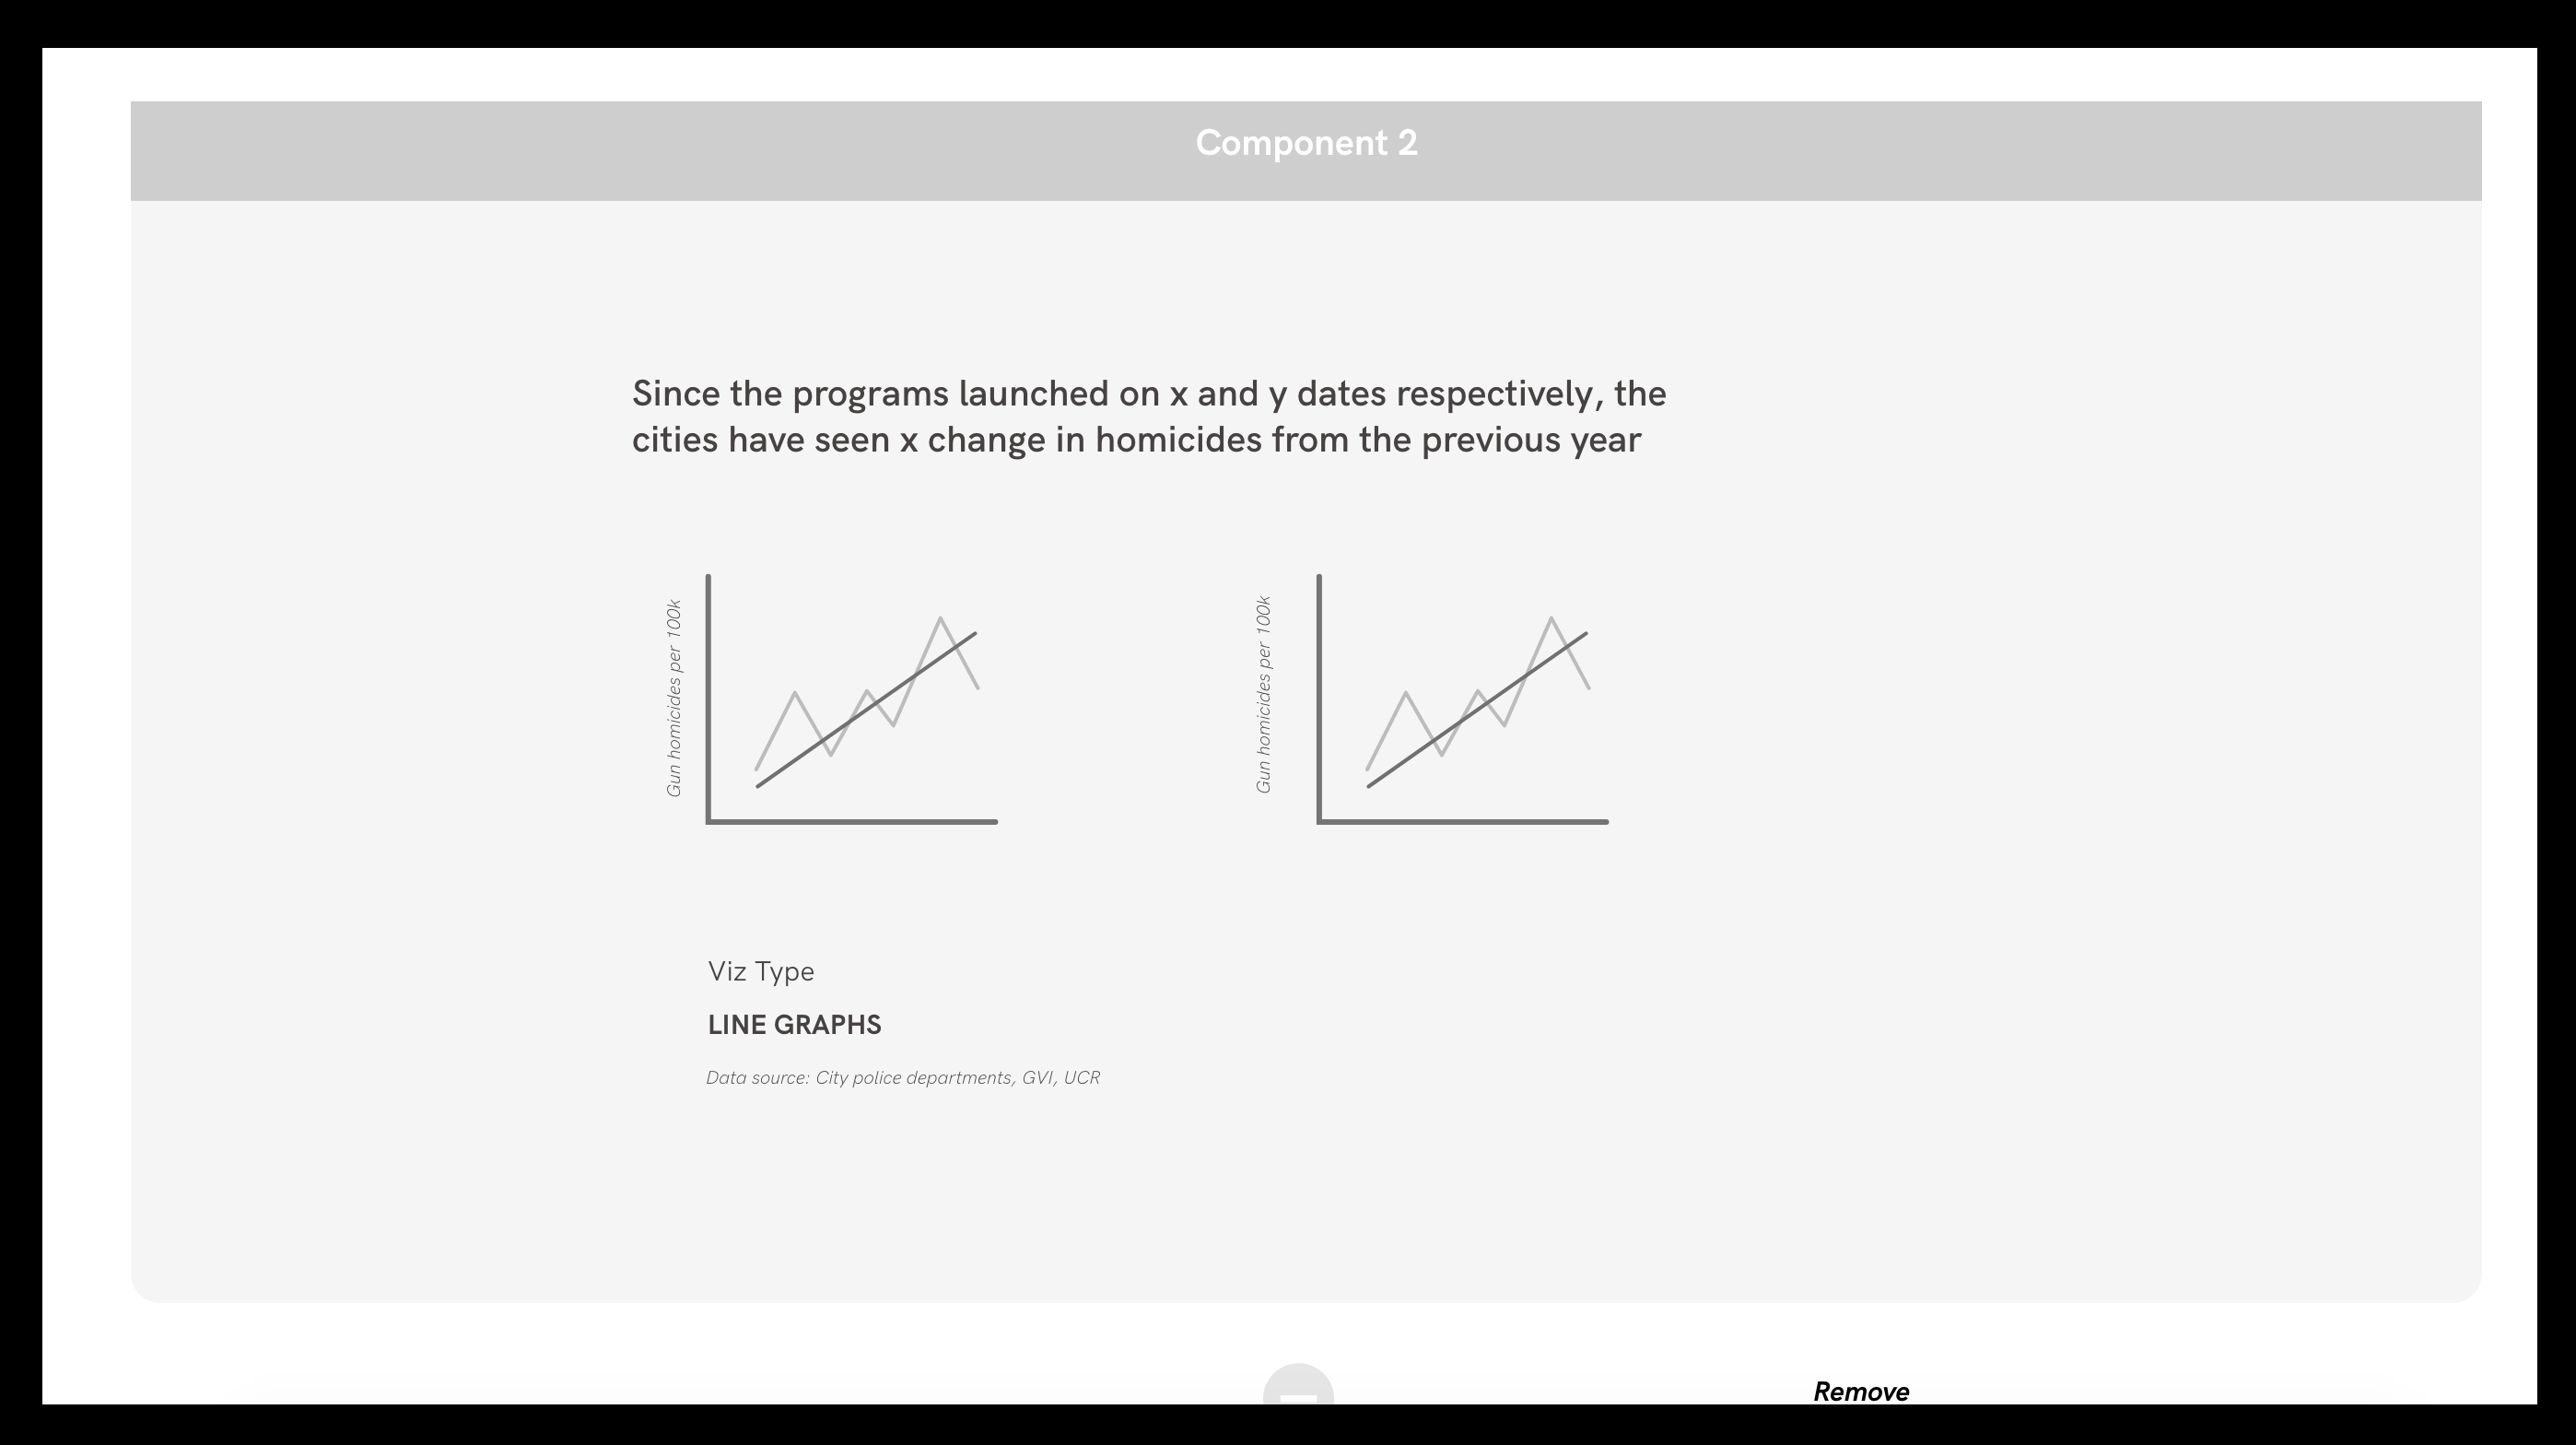 Component 2
Since the programs launched on x and y dates respectively, the
cities have seen x change in homicides from the previous year
Gun homicides per 100k
Gun homicides per 100k
Viz Type
LINE GRAPHS
Data source: City police departments, GVI, UCR
Remove